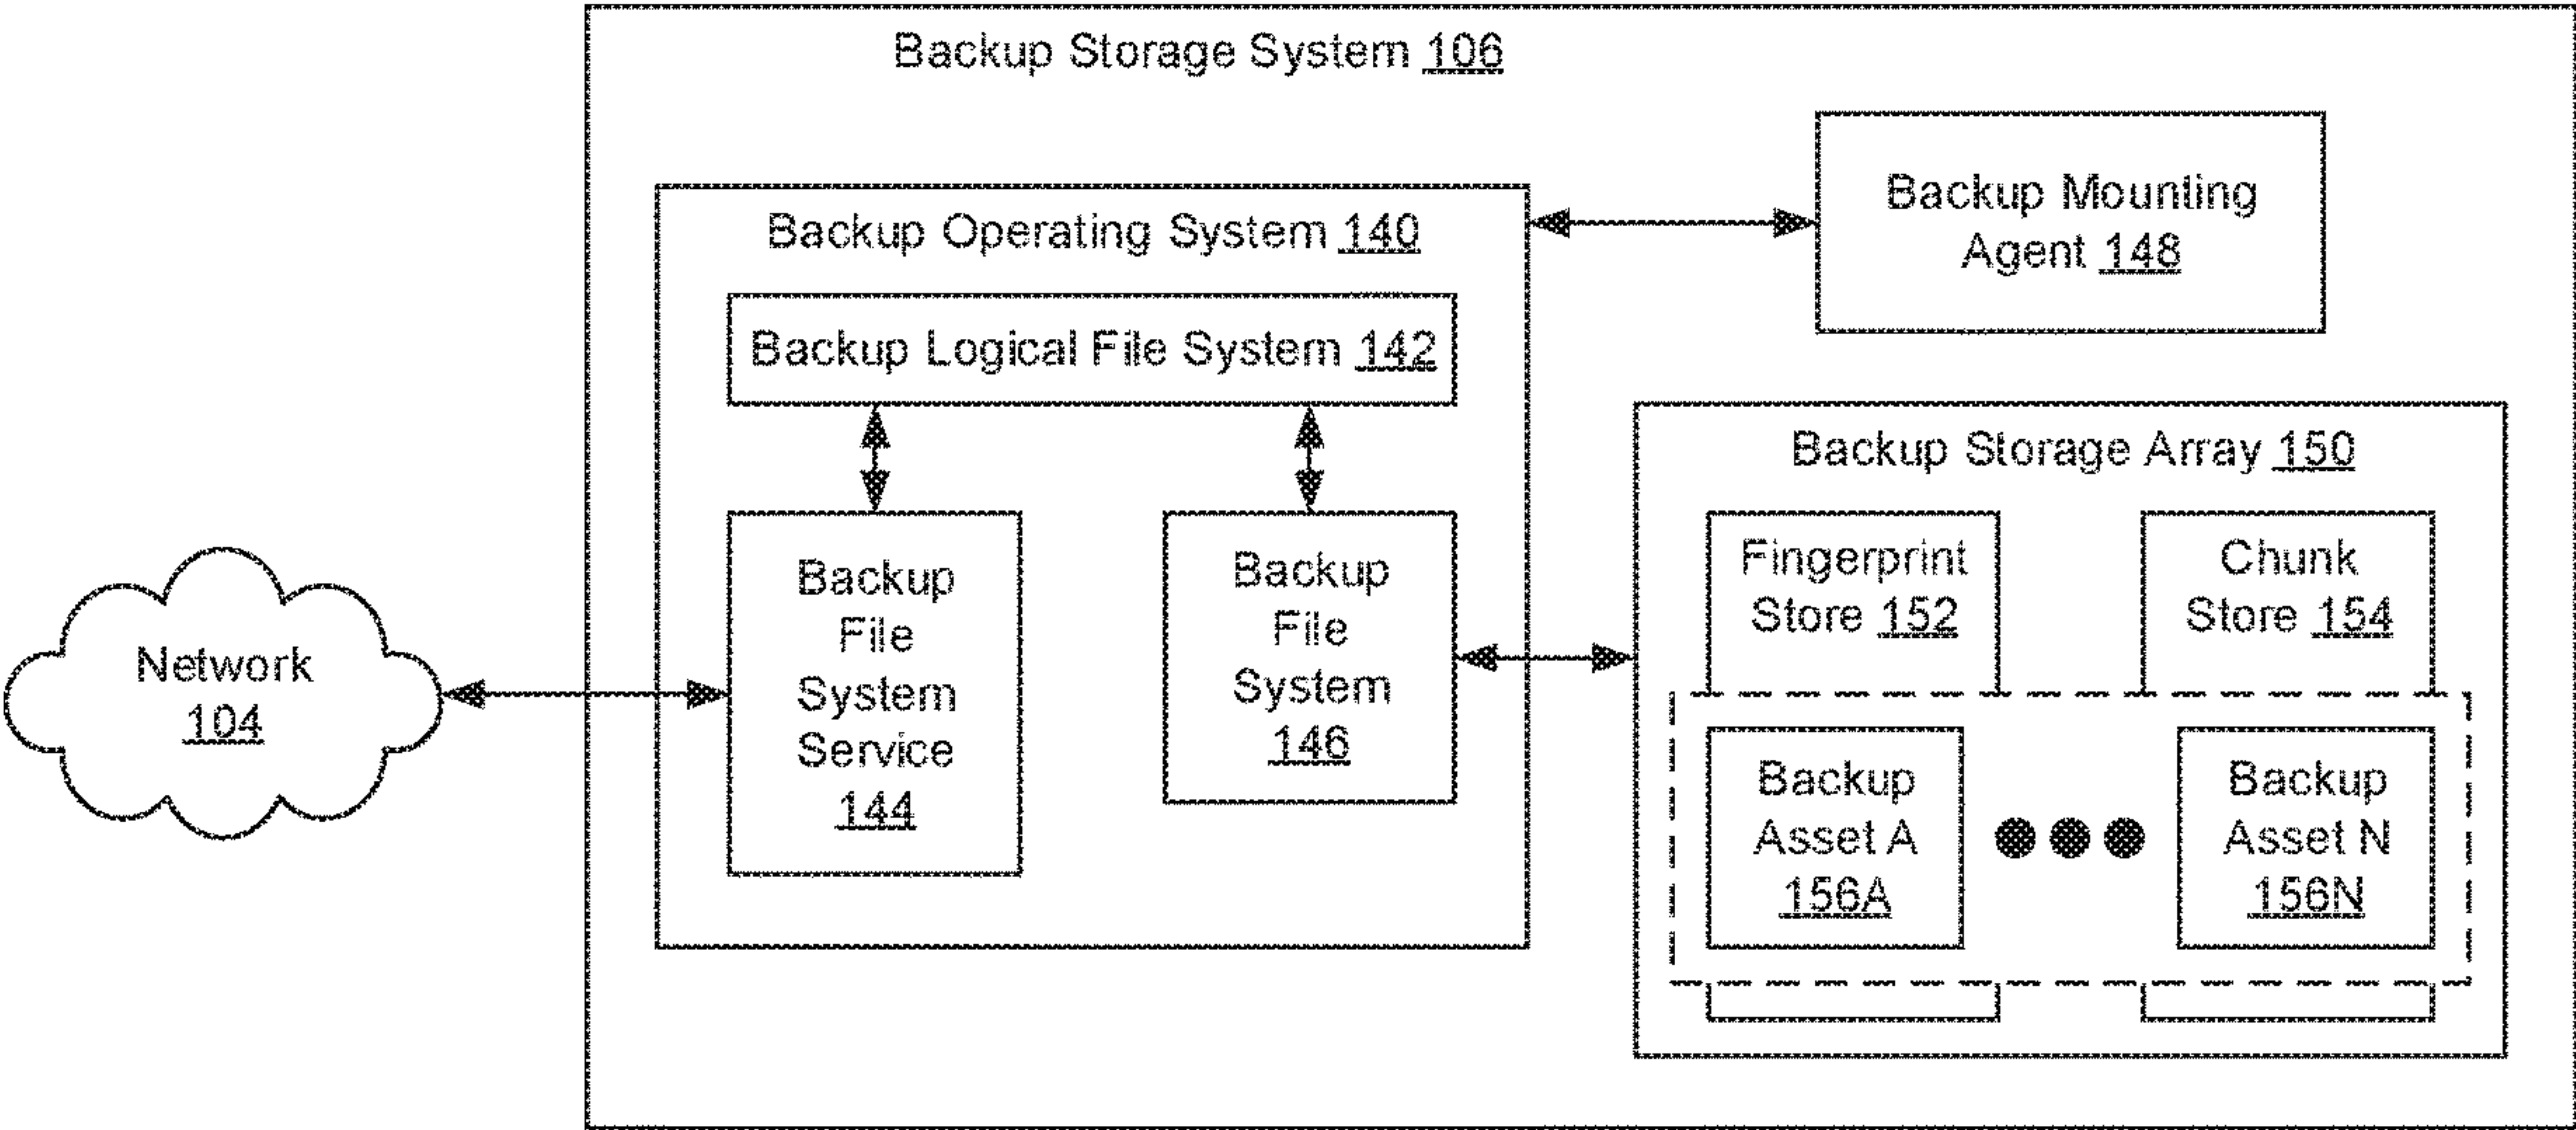 Backup Storage System 106
Backup Operating System 140
Backup Logical File System 142
Backup
File
System
Service
144
Backup
File
System
146
Network
104
Backup Mounting
Agent 148
Backup Storage Array 150
Fingerprint
Store 152
Chunk
Store 154
Backup
Asset A
156A
Backup
Asset N
156N